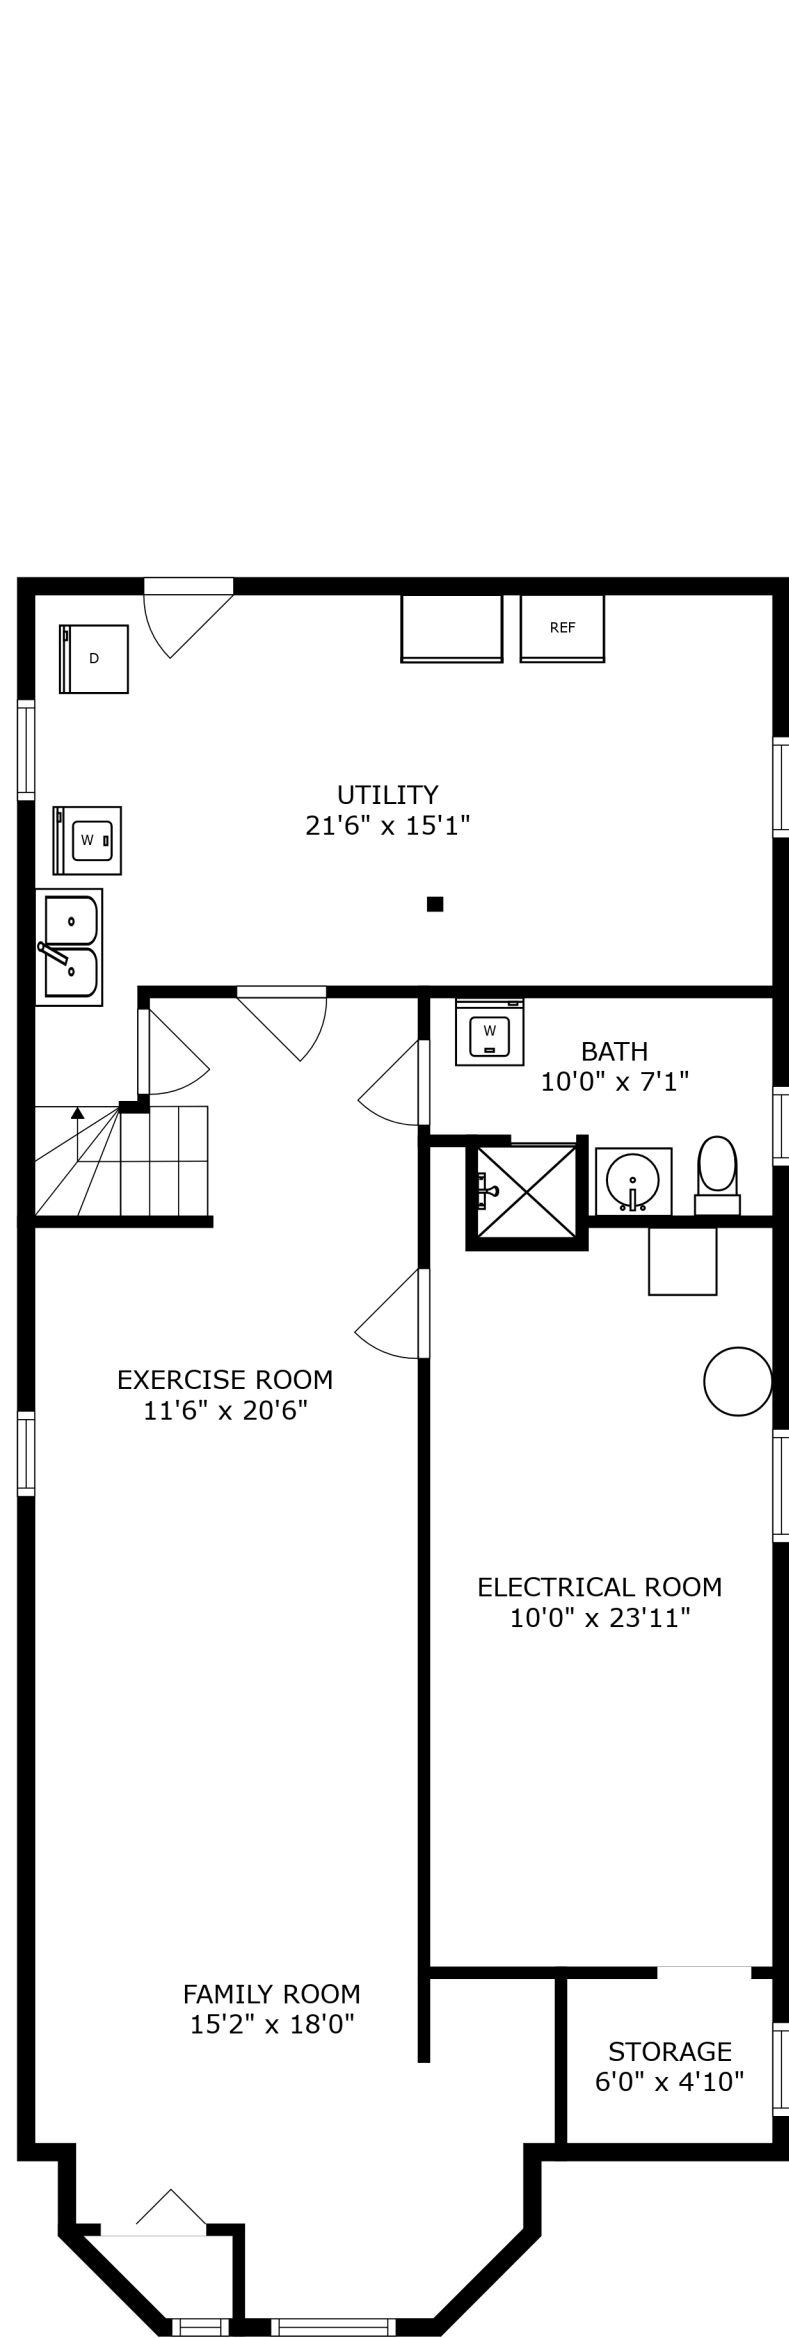 REF
D
UTILITY
21'6" x 15'1"
W
W
BATH
10'0" x 7'1"
EXERCISE ROOM
11'6" x 20'6"
ELECTRICAL ROOM
10'0" x 23'11"
FAMILY ROOM
15'2" x 18'0"
STORAGE
6'0" x 4'10"